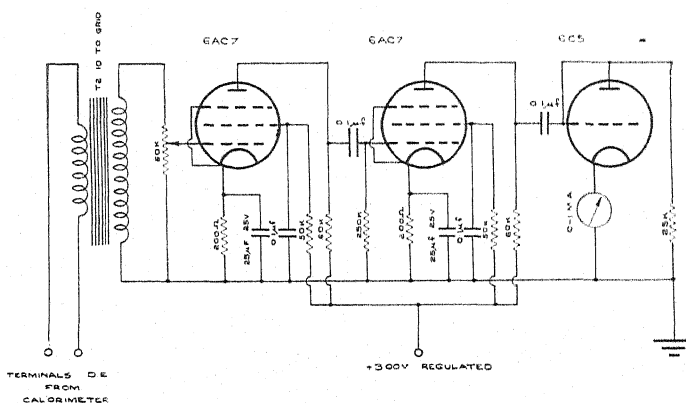 6AC7
6AC7
6C5
T2 10 TO GRID
60K
0.1µf
0.1µf
200Ω
25µF 25V
0.1µf
50K
60K
250K
200Ω
25µf 25V
0.1µf
50K
60K
0-1 MA
25K
+300V REGULATED
TERMINALS D E
FROM
CALORIMETER